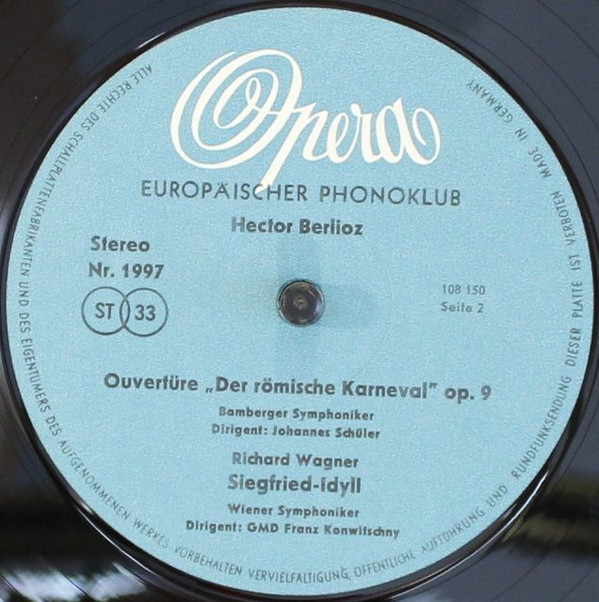 Opera
EUROPÄISCHER PHONOKLUB
Hector Berlioz
Stereo
Nr. 1997
ST 33
108 150
Seite 2
Ouvertüre „Der römische Karneval” op. 9
Bamberger Symphoniker
Dirigent: Johannes Schüler
Richard Wagner
Siegfried-Idyll
Wiener Symphoniker
Dirigent: GMD Franz Konwitschny
ALLE RECHTE DES SCHALLPLATTENFABRIKANTEN UND DES EIGENTÜMERS DES AUFGENOMMENEN WERKES VORBEHALTEN VERVIELFÄLTIGUNG, ÖFFENTLICHE AUFFÜHRUNG UND RUNDFUNKSENDUNG DIESER PLATTE IST VERBOTEN MADE IN GERMANY